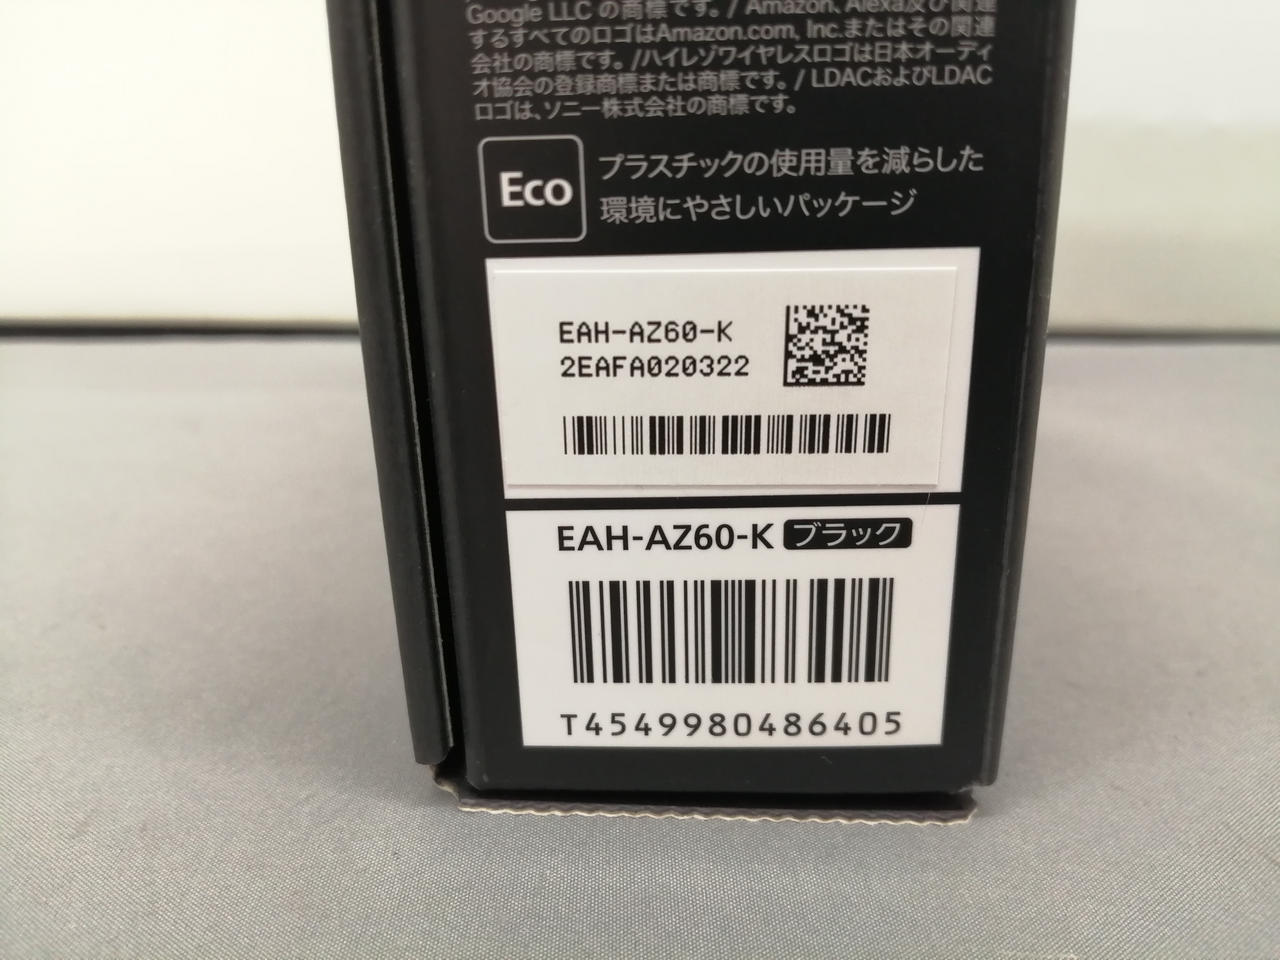 Google LLC の商標です。/ Amazon、Alexa及び関連
するすべてのロゴはAmazon.com, Inc.またはその関連
会社の商標です。/ハイレゾワイヤレスロゴは日本オーディ
オ協会の登録商標または商標です。/ LDACおよびLDAC
ロゴは、ソニー株式会社の商標です。
Eco
プラスチックの使用量を減らした
環境にやさしいパッケージ
EAH-AZ60-K
2EAFA020322
EAH-AZ60-K ブラック
T4549980486405